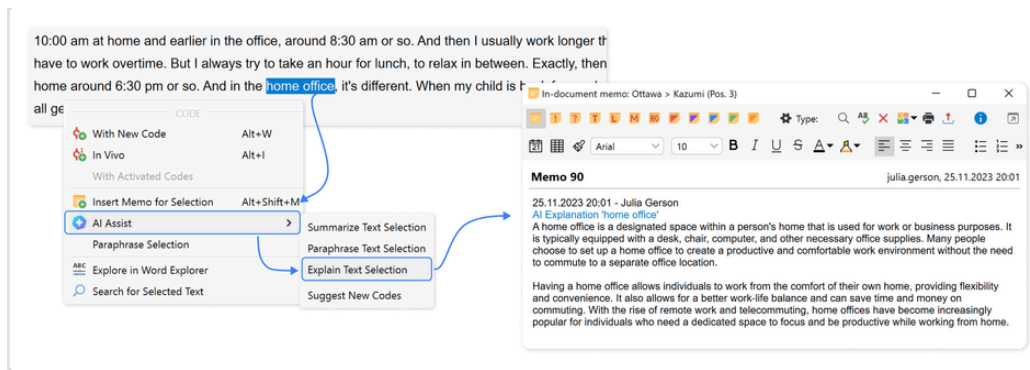 10:00 am at home and earlier in the office, around 8:30 am or so. And then I usually work longer th
have to work overtime. But I always try to take an hour for lunch, to relax in between. Exactly, then
home around 6:30 pm or so. And in the home office, it's different. When my child is
all ge
CODE
With New Code Alt+W
In Vivo Alt+I
With Activated Codes
Insert Memo for Selection Alt+Shift+M
AI Assist
Paraphrase Selection
ABC Explore in Word Explorer
Search for Selected Text
Summarize Text Selection
Paraphrase Text Selection
Explain Text Selection
Suggest New Codes
In-document memo: Ottawa > Kazumi (Pos. 3)
! ? T L M Type:
Arial 10 B I U S A
Memo 90 julia.gerson, 25.11.2023 20:01
25.11.2023 20:01 - Julia Gerson
AI Explanation 'home office'
A home office is a designated space within a person's home that is used for work or business purposes. It
is typically equipped with a desk, chair, computer, and other necessary office supplies. Many people
choose to set up a home office to create a productive and comfortable work environment without the need
to commute to a separate office location.
Having a home office allows individuals to work from the comfort of their own home, providing flexibility
and convenience. It also allows for a better work-life balance and can save time and money on
commuting. With the rise of remote work and telecommuting, home offices have become increasingly
popular for individuals who need a dedicated space to focus and be productive while working from home.